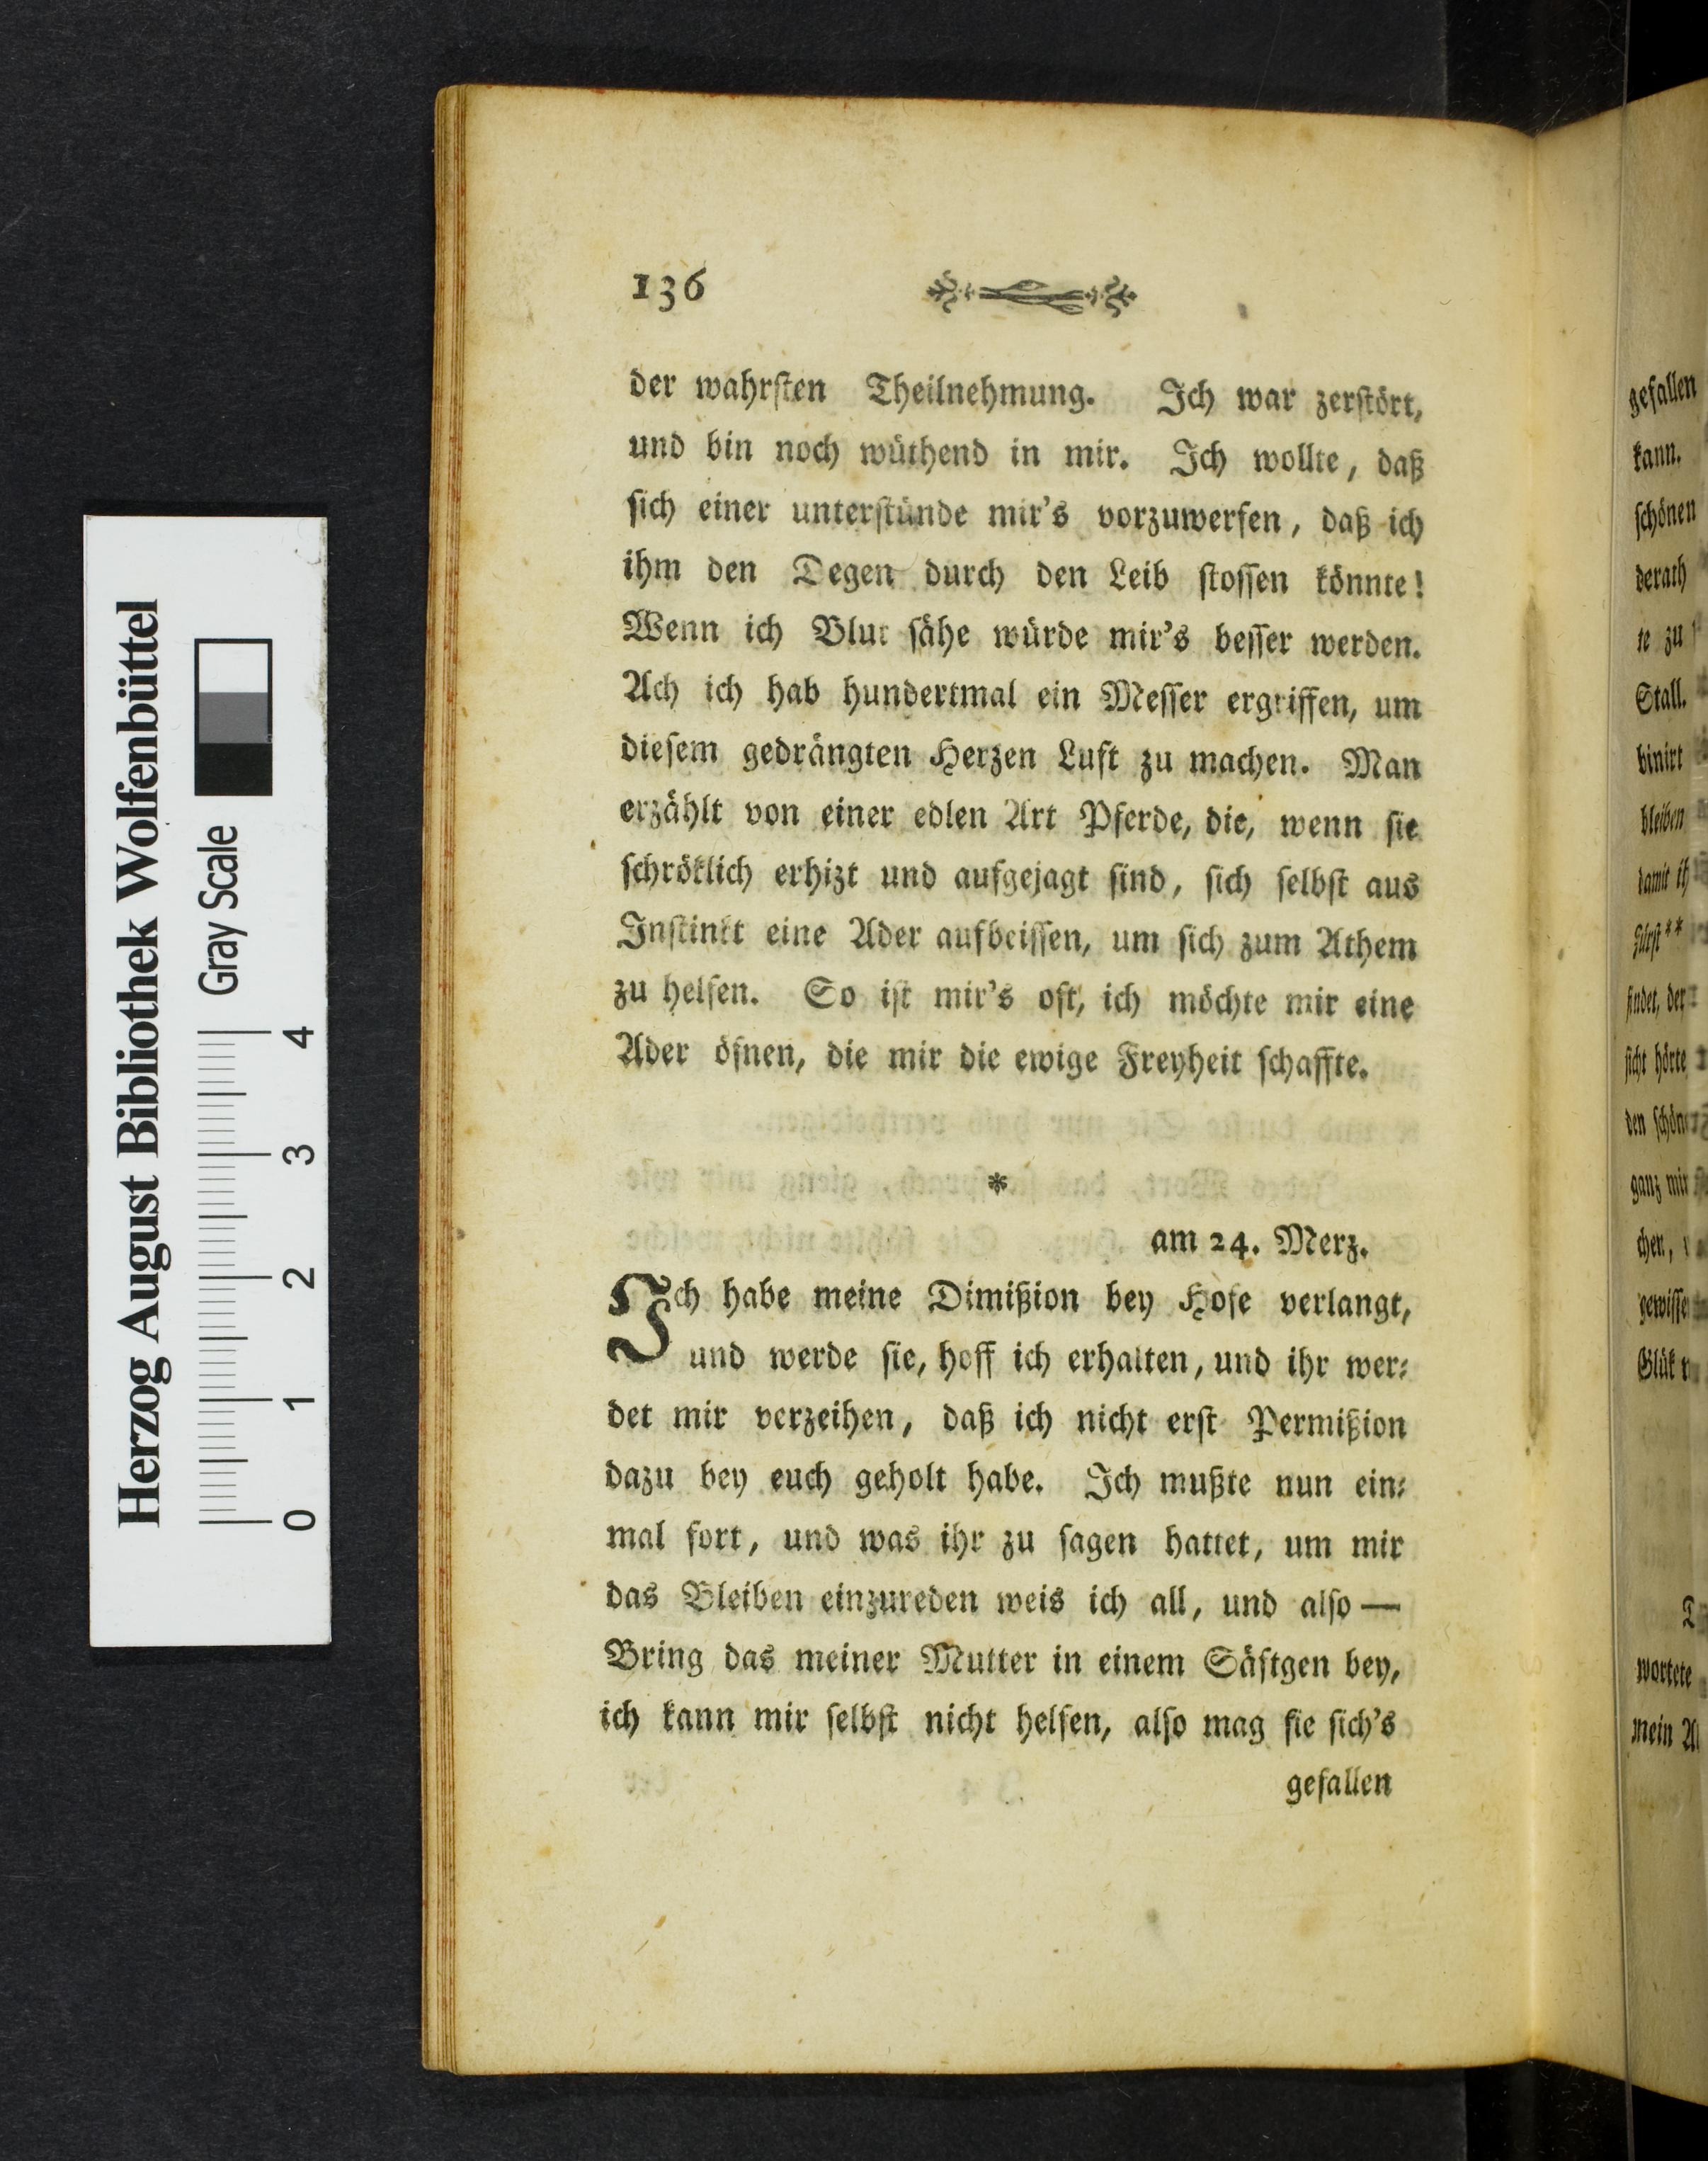 136
der wahrſten Theilnehmung. Ich war zerſtört,
und bin noch wüthend in mir. Ich wollte, daß
ſich einer unterſtünde mir's vorzuwerfen, daß ich
ihm den Degen durch den Leib ſtoſſen könnte!
Wenn ich Blut ſähe würde mir's beſſer werden.
Ach ich hab hundertmal ein Meſſer ergriffen, um
dieſem gedrängten Herzen Luft zu machen. Man
erzählt von einer edlen Art Pferde, die, wenn ſie
ſchröklich erhizt und aufgejagt ſind, ſich ſelbſt aus
Inſtinkt eine Ader aufbeiſſen, um ſich zum Athem
zu helfen. So iſt mir's oft, ich möchte mir eine
Ader öfnen, die mir die ewige Freyheit ſchaffte.
*
am 24. Merz.
Ich habe meine Dimißion bey Hofe verlangt,
und werde ſie, hoff ich erhalten, und ihr wer⸗
det mir verzeihen, daß ich nicht erſt Permißion
dazu bey euch geholt habe. Ich mußte nun ein⸗
mal fort, und was ihr zu ſagen hattet, um mir
das Bleiben einzureden weis ich all, und alſo —
Bring das meiner Mutter in einem Säftgen bey,
ich kann mir ſelbſt nicht helfen, alſo mag ſie ſich's
gefallen
gefallen
kann.
ſchönen
derath
te zu
Stall.
binirt
bleiben
damit ih
Fürſt**
findet, der
ſicht hörte
den ſchön
ganz mir
chen,
gewiſſe
Glük
wortete
mein
Herzog August Bibliothek Wolfenbüttel
Gray Scale
0 1 2 3 4